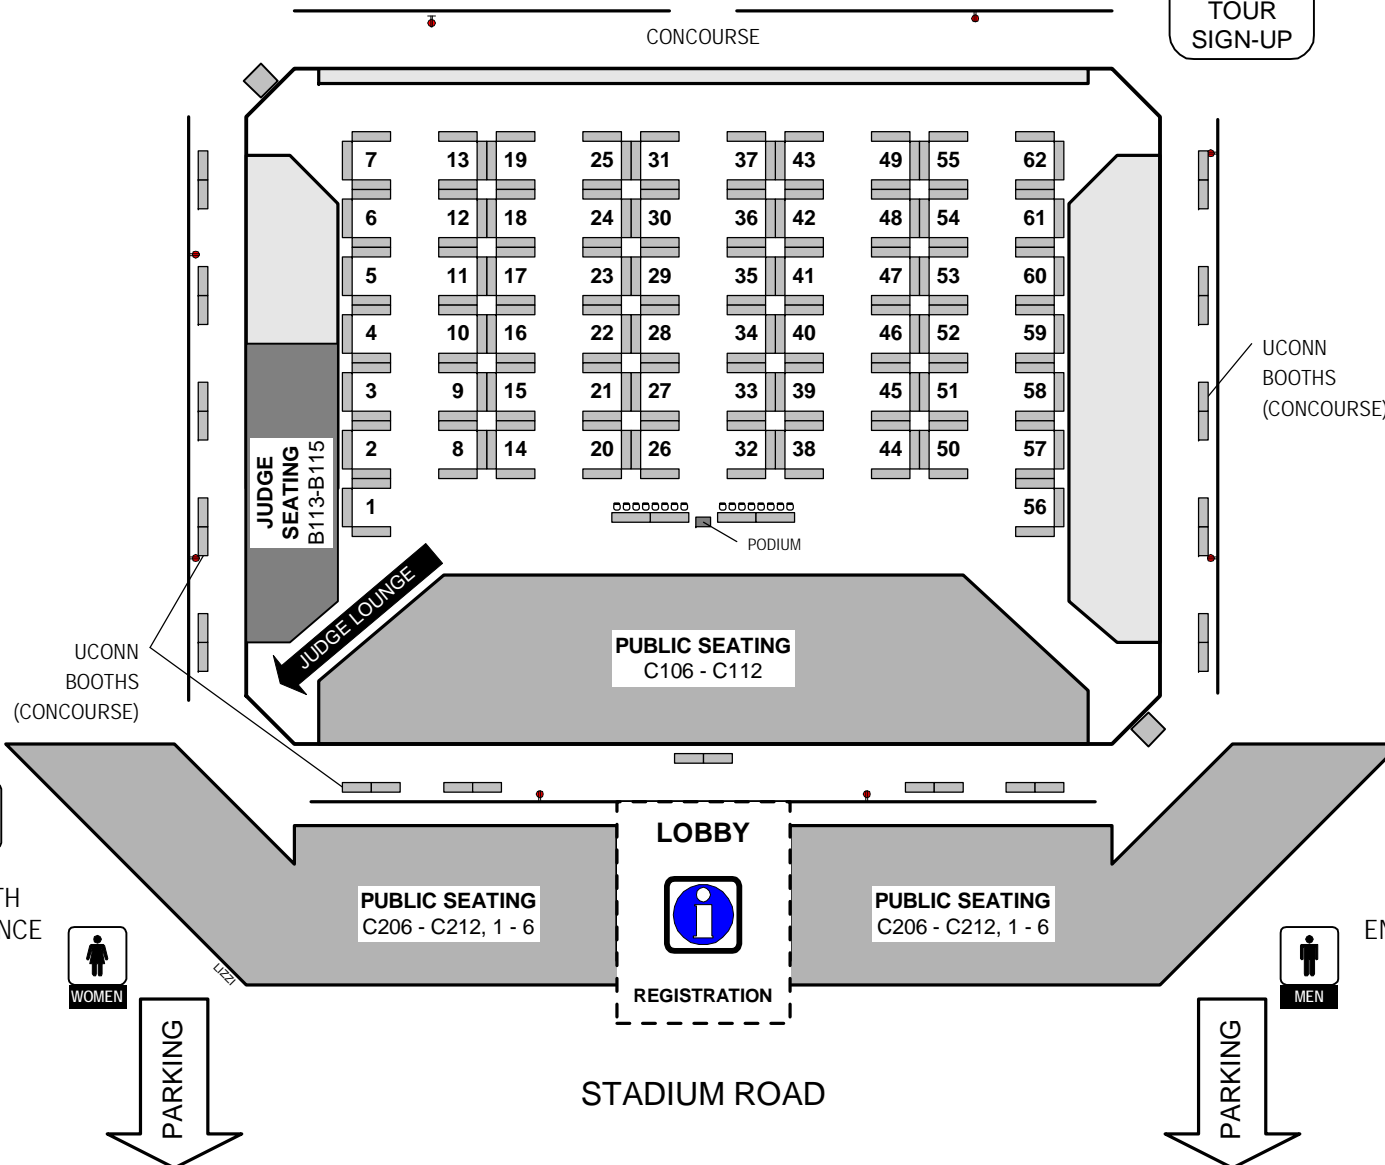 TOUR
SIGN-UP
CONCOURSE
7 13 19 25 31 37 43 49 55 62
6 12 18 24 30 36 42 48 54 61
5 11 17 23 29 35 41 47 53 60
4 10 16 22 28 34 40 46 52 59
3 9 15 21 27 33 39 45 51 58
2 8 14 20 26 32 38 44 50 57
1 56
JUDGE
SEATING
B113-B115
UCONN
BOOTHS
(CONCOURSE)
PODIUM
JUDGE LOUNGE
PUBLIC SEATING
C106 - C112
UCONN
BOOTHS
(CONCOURSE)
LOBBY
PUBLIC SEATING
C206 - C212, 1 - 6
PUBLIC SEATING
C206 - C212, 1 - 6
TH
NCE
EN
LIZZI
WOMEN
REGISTRATION
MEN
PARKING
STADIUM ROAD
PARKING